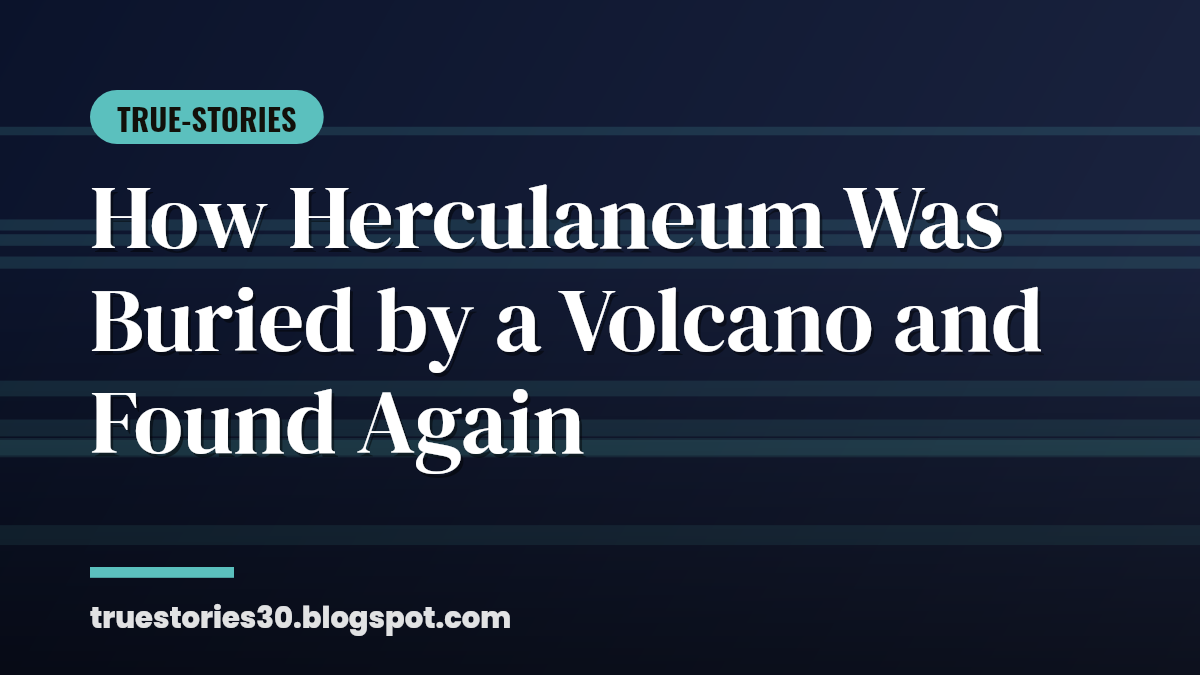 TRUE-STORIES
How Herculaneum Was
Buried by a Volcano and
Found Again
truestories30.blogspot.com